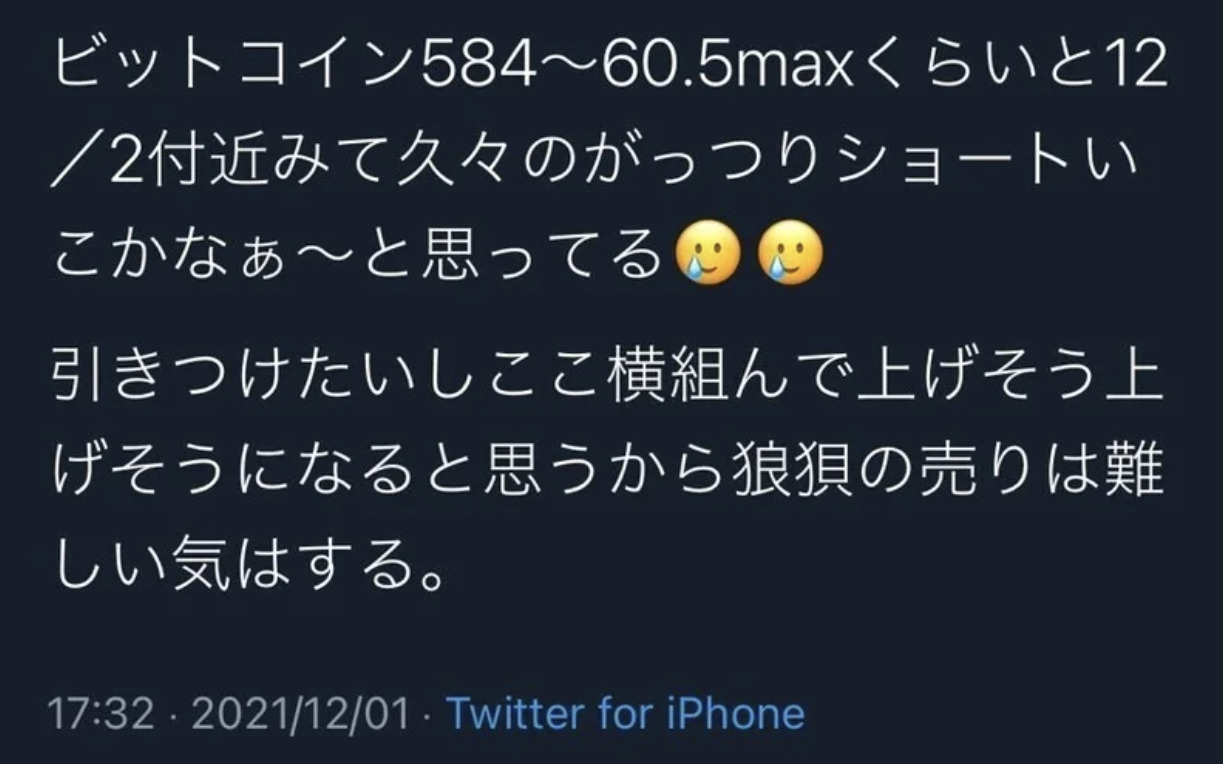 ビットコイン584〜60.5maxくらいと12
／2付近みて久々のがっつりショートい
こかなぁ〜と思ってる🥲🥲
引きつけたいしここ横組んで上げそう上
げそうになると思うから狼狽の売りは難
しい気はする。
17:32 · 2021/12/01 · Twitter for iPhone